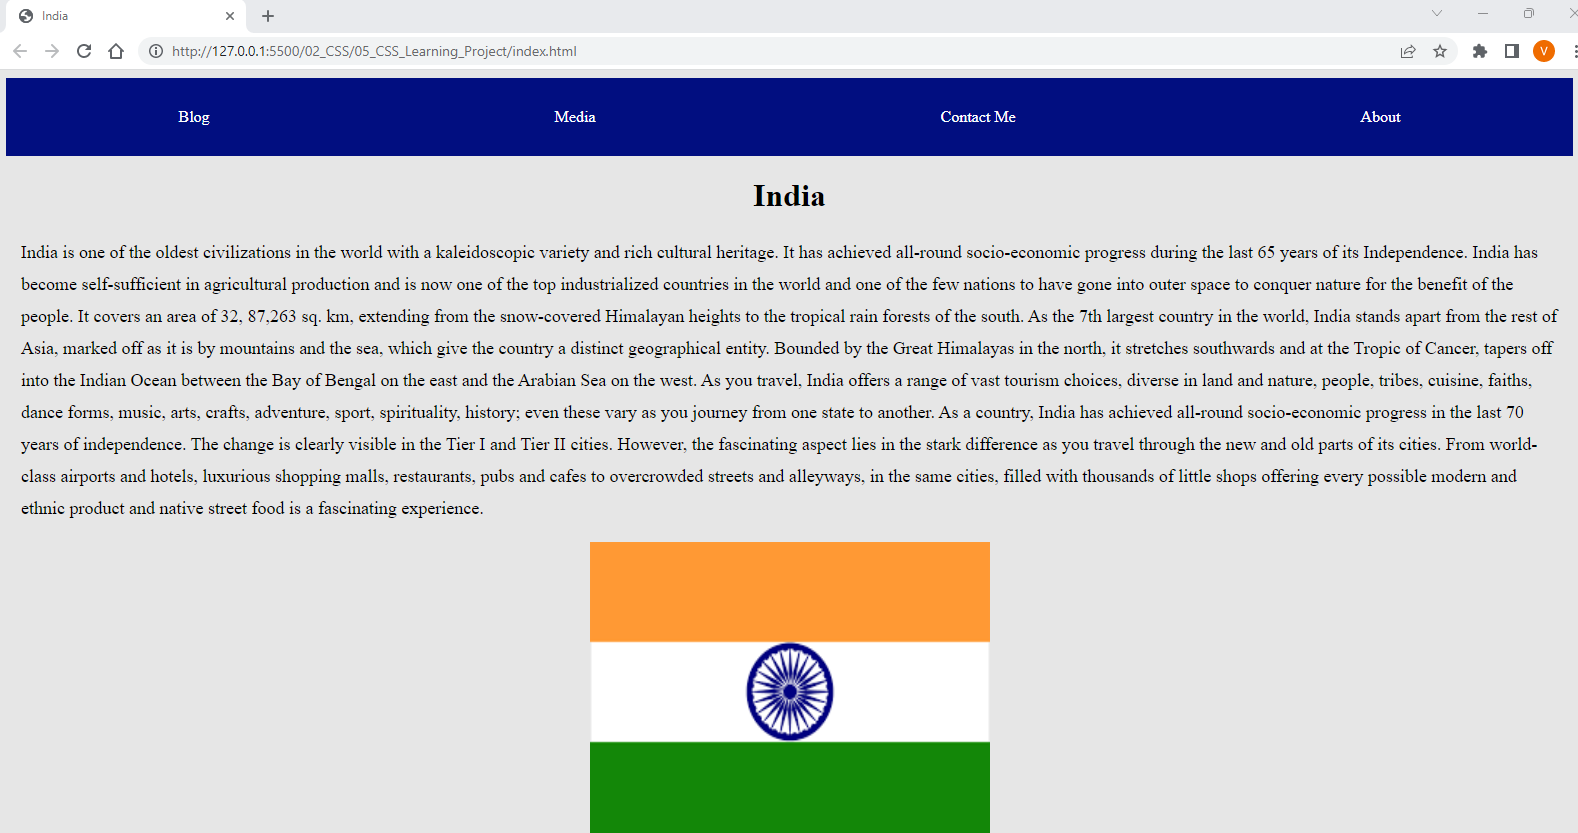 India
http://127.0.0.1:5500/02_CSS/05_CSS_Learning_Project/index.html
V
Blog Media Contact Me About
India
India is one of the oldest civilizations in the world with a kaleidoscopic variety and rich cultural heritage. It has achieved all-round socio-economic progress during the last 65 years of its Independence. India has
become self-sufficient in agricultural production and is now one of the top industrialized countries in the world and one of the few nations to have gone into outer space to conquer nature for the benefit of the
people. It covers an area of 32, 87,263 sq. km, extending from the snow-covered Himalayan heights to the tropical rain forests of the south. As the 7th largest country in the world, India stands apart from the rest of
Asia, marked off as it is by mountains and the sea, which give the country a distinct geographical entity. Bounded by the Great Himalayas in the north, it stretches southwards and at the Tropic of Cancer, tapers off
into the Indian Ocean between the Bay of Bengal on the east and the Arabian Sea on the west. As you travel, India offers a range of vast tourism choices, diverse in land and nature, people, tribes, cuisine, faiths,
dance forms, music, arts, crafts, adventure, sport, spirituality, history; even these vary as you journey from one state to another. As a country, India has achieved all-round socio-economic progress in the last 70
years of independence. The change is clearly visible in the Tier I and Tier II cities. However, the fascinating aspect lies in the stark difference as you travel through the new and old parts of its cities. From world-
class airports and hotels, luxurious shopping malls, restaurants, pubs and cafes to overcrowded streets and alleyways, in the same cities, filled with thousands of little shops offering every possible modern and
ethnic product and native street food is a fascinating experience.